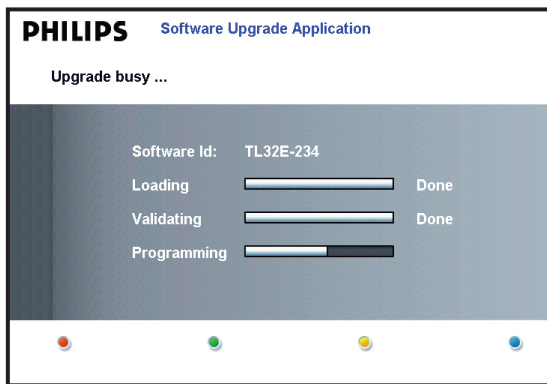 PHILIPS Software Upgrade Application
Upgrade busy ...
Software Id: TL32E-234
Loading Done
Validating Done
Programming